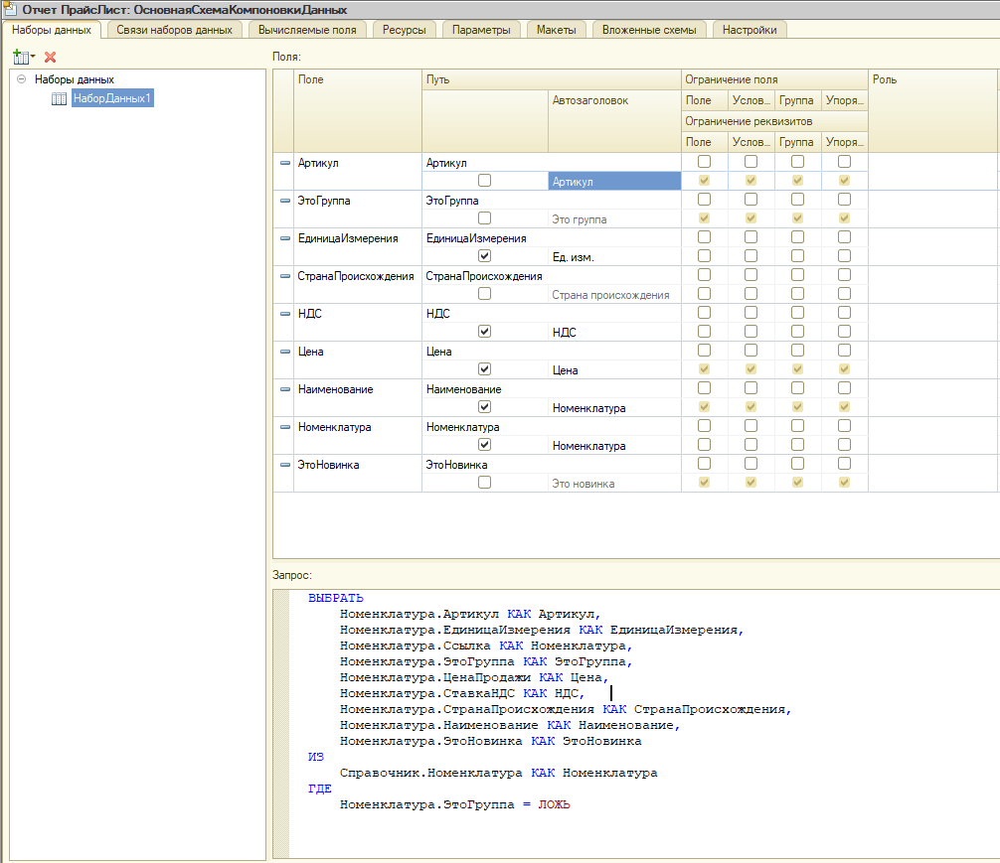 Отчет ПрайсЛист: ОсновнаяСхемаКомпоновкиДанных
Наборы данных Связи наборов данных Вычисляемые поля Ресурсы Параметры Макеты Вложенные схемы Настройки
Поля:
Наборы данных
НаборДанных1
Поле Путь Ограничение поля Роль
Автозаголовок Поле Услов... Группа Упоря...
Ограничение реквизитов
Поле Услов... Группа Упоря...
Артикул Артикул
Артикул
ЭтоГруппа ЭтоГруппа
Это группа
ЕдиницаИзмерения ЕдиницаИзмерения
Ед. изм.
СтранаПроисхождения СтранаПроисхождения
Страна происхождения
НДС НДС
НДС
Цена Цена
Цена
Наименование Наименование
Номенклатура
Номенклатура Номенклатура
Номенклатура
ЭтоНовинка ЭтоНовинка
Это новинка
Запрос:
ВЫБРАТЬ
Номенклатура.Артикул КАК Артикул,
Номенклатура.ЕдиницаИзмерения КАК ЕдиницаИзмерения,
Номенклатура.Ссылка КАК Номенклатура,
Номенклатура.ЭтоГруппа КАК ЭтоГруппа,
Номенклатура.ЦенаПродажи КАК Цена,
Номенклатура.СтавкаНДС КАК НДС,
Номенклатура.СтранаПроисхождения КАК СтранаПроисхождения,
Номенклатура.Наименование КАК Наименование,
Номенклатура.ЭтоНовинка КАК ЭтоНовинка
ИЗ
Справочник.Номенклатура КАК Номенклатура
ГДЕ
Номенклатура.ЭтоГруппа = ЛОЖЬ